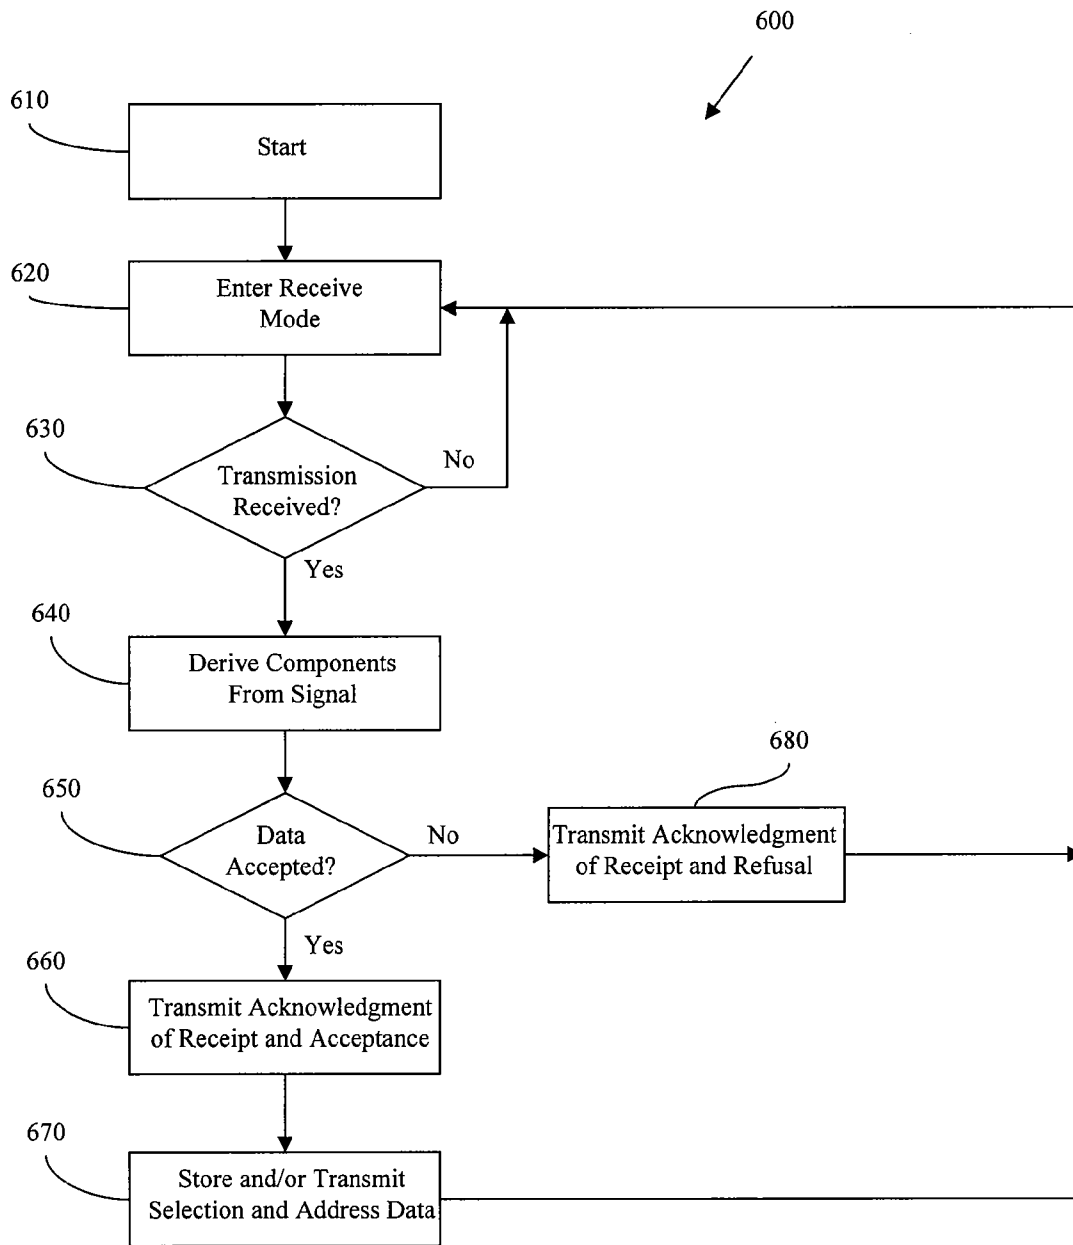 600
610
Start
620
Enter Receive
Mode
630
Transmission
Received?
No
Yes
640
Derive Components
From Signal
650
Data
Accepted?
No
680
Transmit Acknowledgment
of Receipt and Refusal
Yes
660
Transmit Acknowledgment
of Receipt and Acceptance
670
Store and/or Transmit
Selection and Address Data